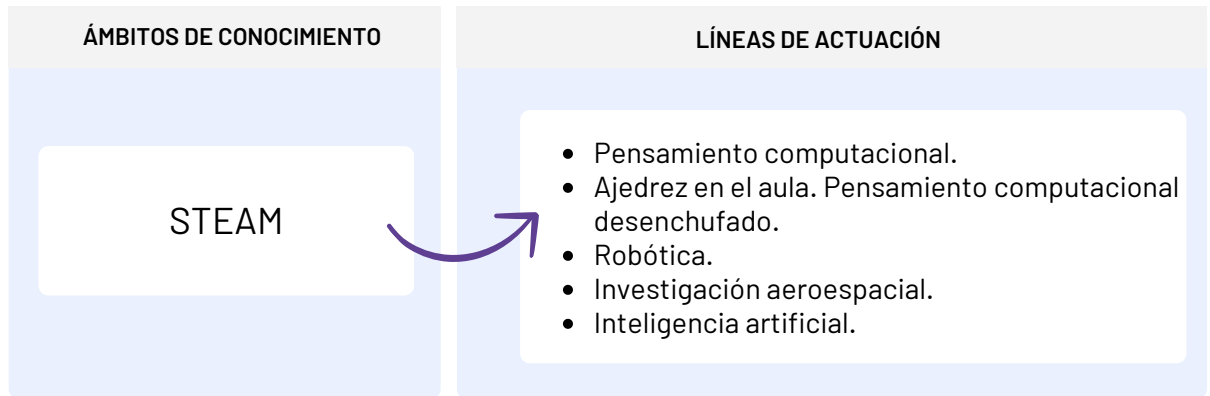 ÁMBITOS DE CONOCIMIENTO
LÍNEAS DE ACTUACIÓN
STEAM
• Pensamiento computacional.
• Ajedrez en el aula. Pensamiento computacional
desenchufado.
• Robótica.
• Investigación aeroespacial.
• Inteligencia artificial.